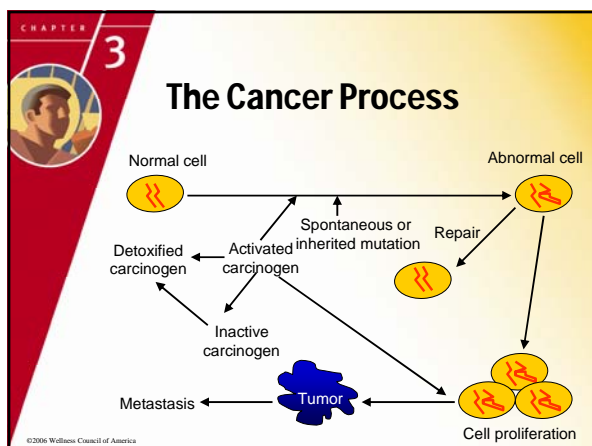 CHAPTER
3
The Cancer Process
Normal cell
Abnormal cell
Spontaneous or
inherited mutation
Repair
Detoxified
carcinogen
Activated
carcinogen
Inactive
carcinogen
Metastasis
Tumor
Cell proliferation
©2006 Wellness Council of America